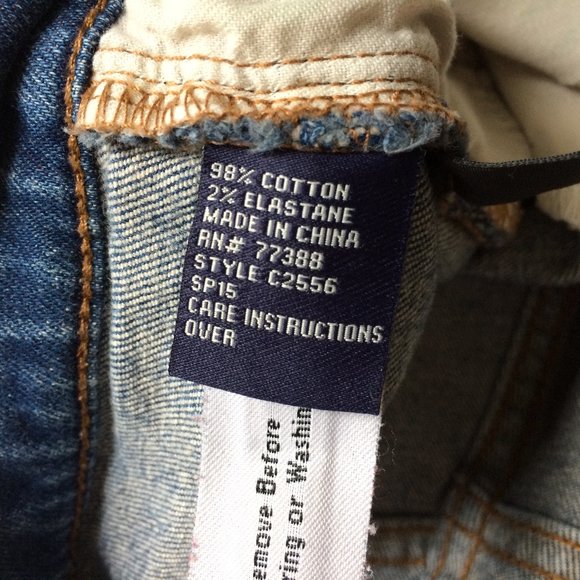 98% COTTON
2% ELASTANE
MADE IN CHINA
RN# 77388
STYLE C2556
SP15
CARE INSTRUCTIONS
OVER
emove Before
ring or Washin